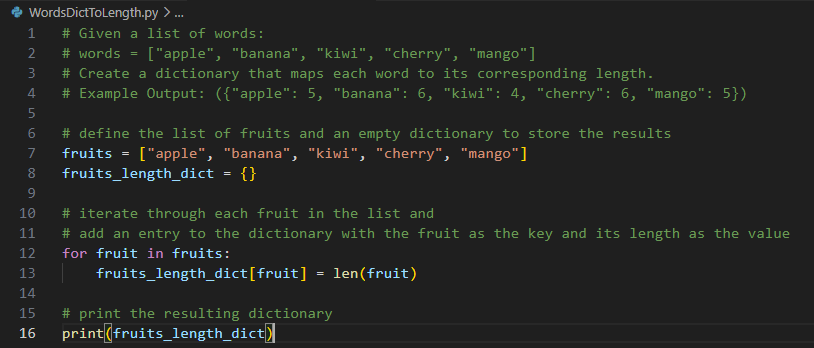 WordsDictToLength.py > ...
1 # Given a list of words:
2 # words = ["apple", "banana", "kiwi", "cherry", "mango"]
3 # Create a dictionary that maps each word to its corresponding length.
4 # Example Output: ({"apple": 5, "banana": 6, "kiwi": 4, "cherry": 6, "mango": 5})
5
6 # define the list of fruits and an empty dictionary to store the results
7 fruits = ["apple", "banana", "kiwi", "cherry", "mango"]
8 fruits_length_dict = {}
9
10 # iterate through each fruit in the list and
11 # add an entry to the dictionary with the fruit as the key and its length as the value
12 for fruit in fruits:
13     fruits_length_dict[fruit] = len(fruit)
14
15 # print the resulting dictionary
16 print(fruits_length_dict)